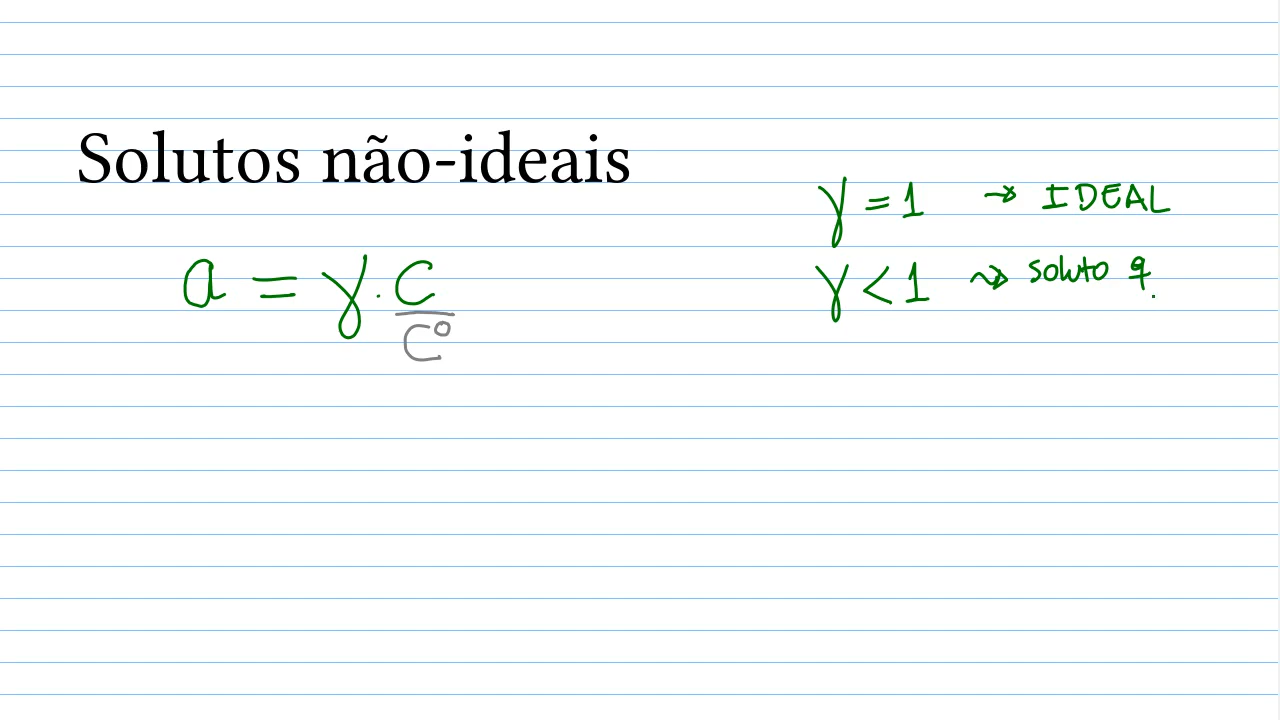 Solutos não-ideais
γ = 1 → IDEAL
a = γ · C / C°
γ < 1 → soluto q.